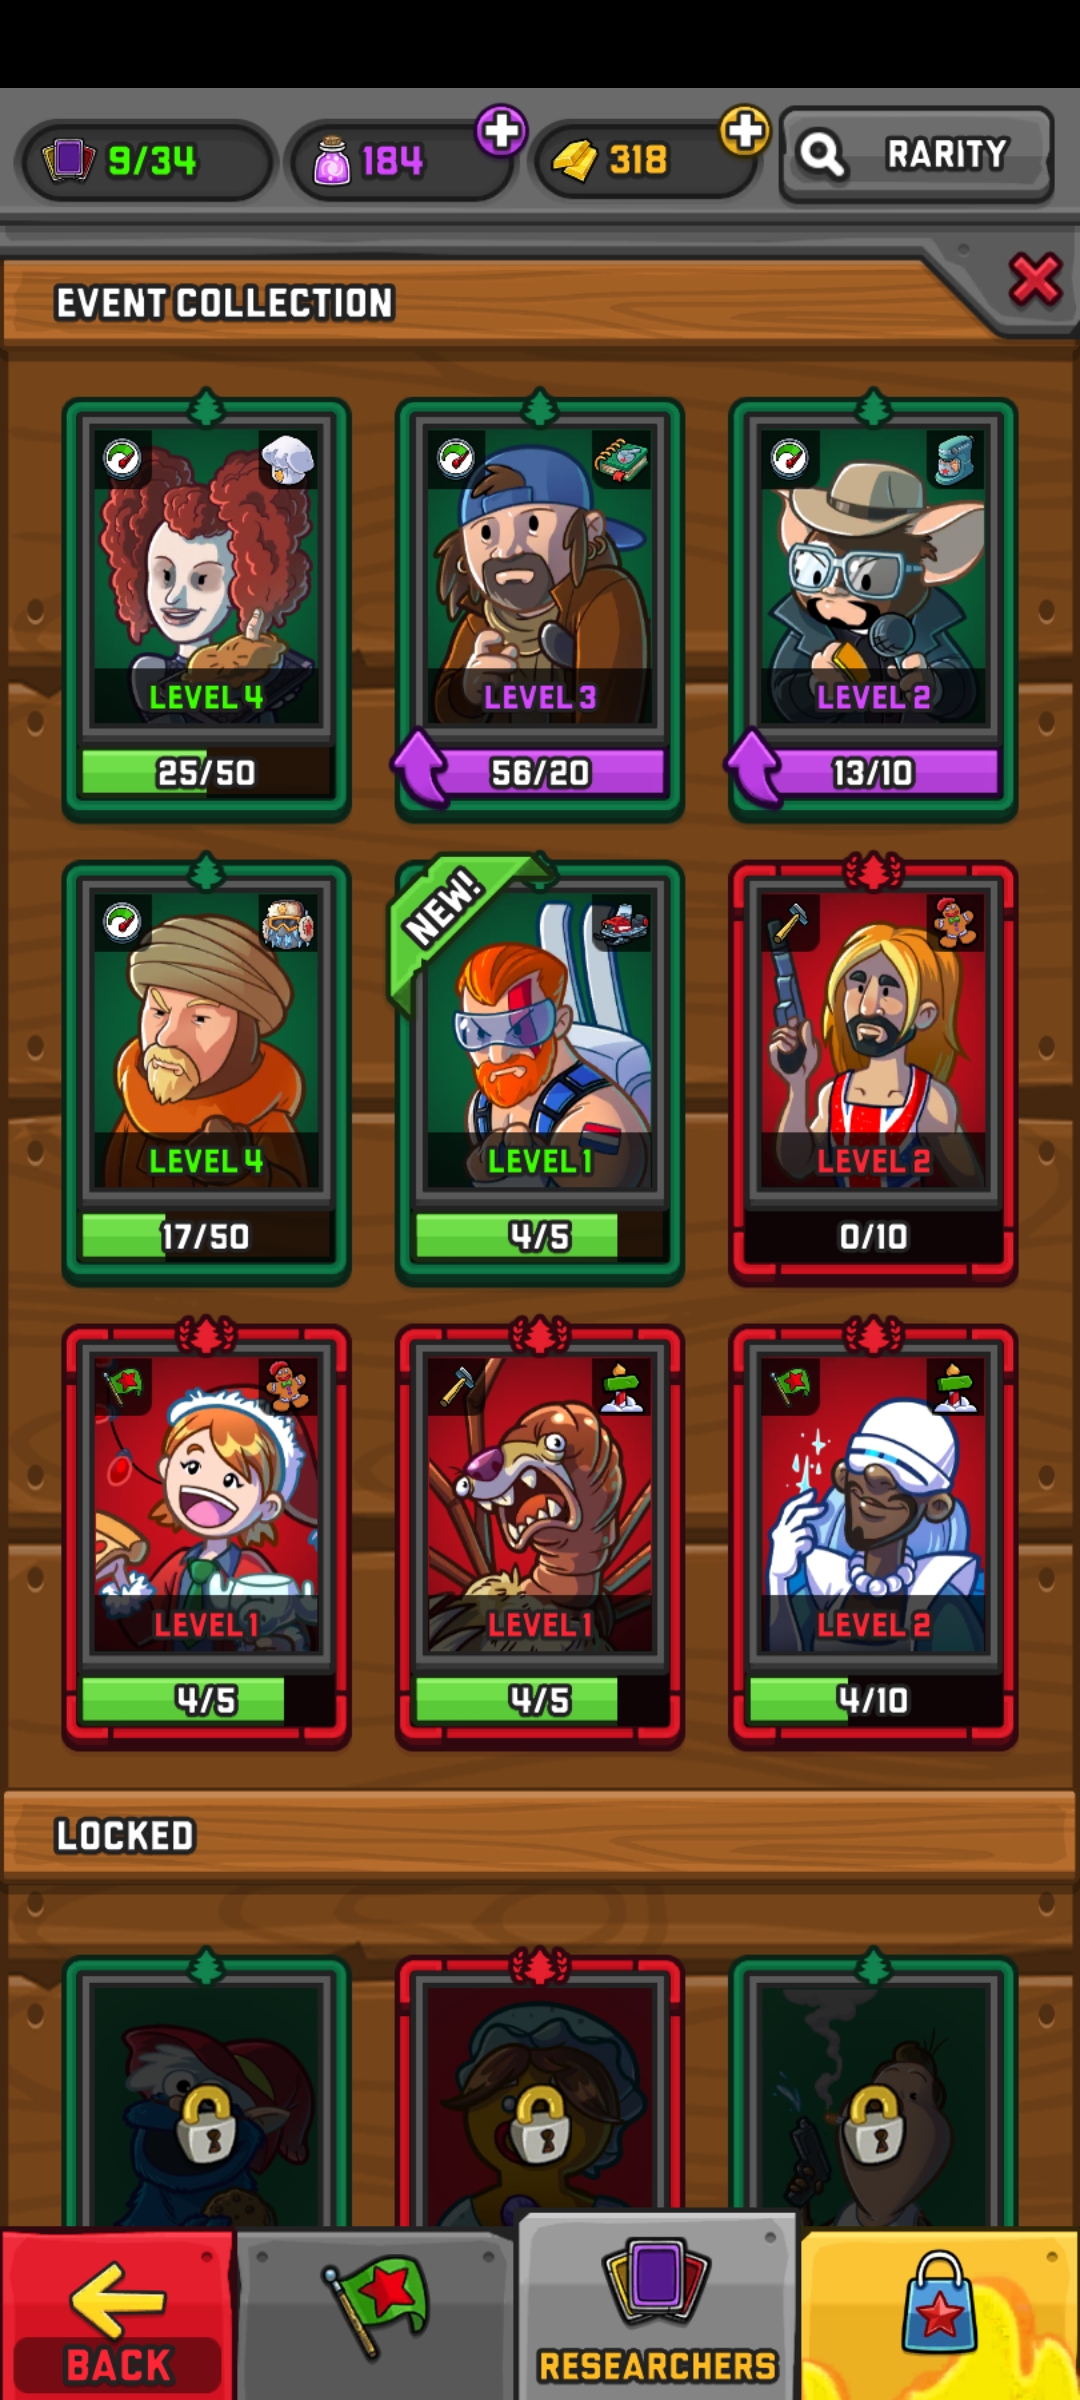 9/34 184 318 RARITY
EVENT COLLECTION
LEVEL 4 LEVEL 3 LEVEL 2
25/50 56/20 13/10
NEW!
LEVEL 4 LEVEL 1 LEVEL 2
17/50 4/5 0/10
LEVEL 1 LEVEL 1 LEVEL 2
4/5 4/5 4/10
LOCKED
BACK RESEARCHERS